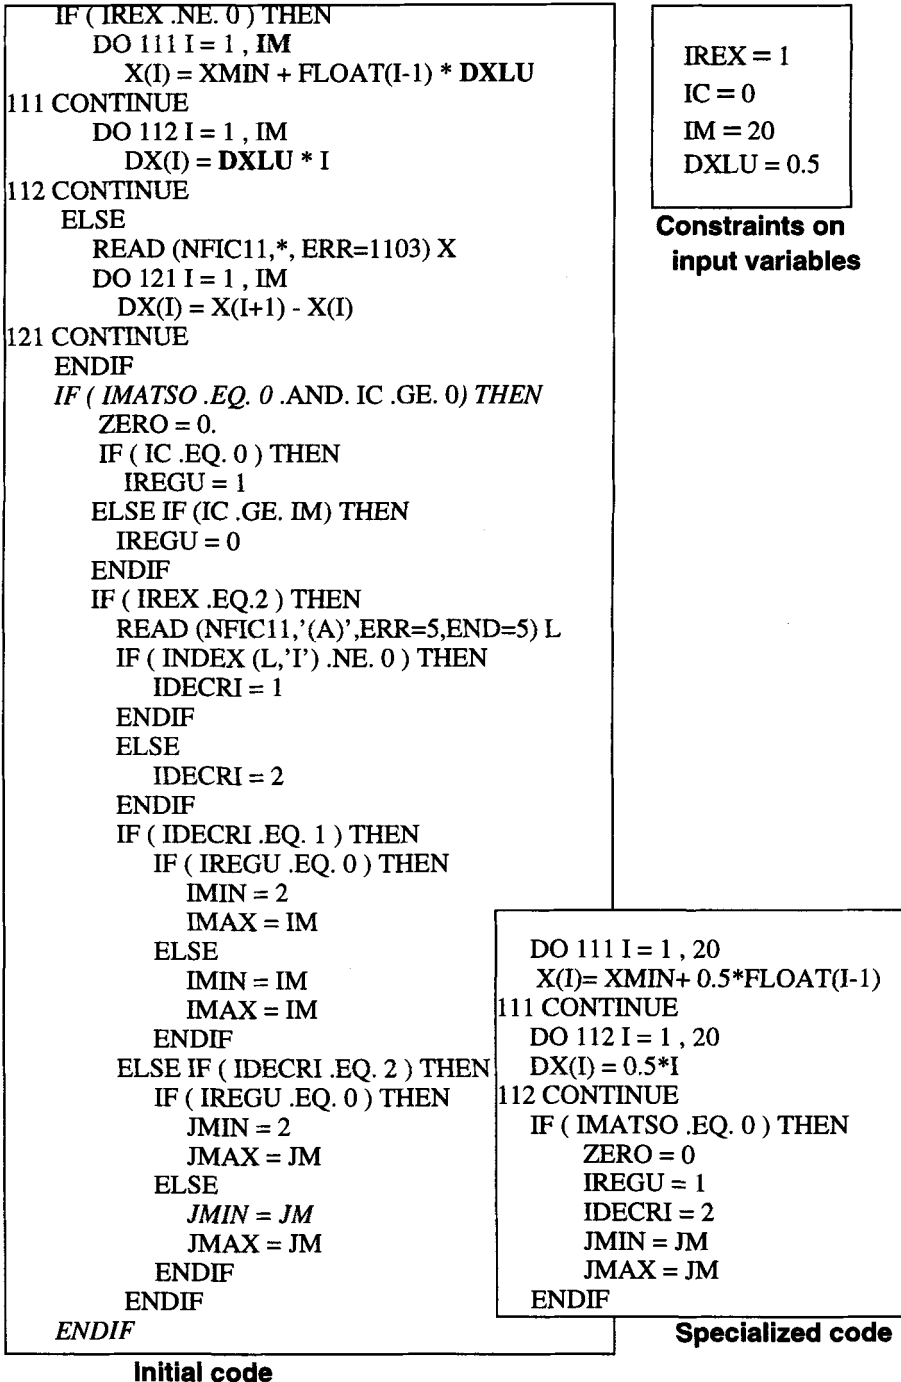 IF ( IREX .NE. 0 ) THEN
DO 111 I = 1 , IM
X(I) = XMIN + FLOAT(I-1) * DXLU
111 CONTINUE
DO 112 I = 1 , IM
DX(I) = DXLU * I
112 CONTINUE
ELSE
READ (NFIC11,*, ERR=1103) X
DO 121 I = 1 , IM
DX(I) = X(I+1) - X(I)
121 CONTINUE
ENDIF
IF ( IMATSO .EQ. 0 .AND. IC .GE. 0) THEN
ZERO = 0.
IF ( IC .EQ. 0 ) THEN
IREGU = 1
ELSE IF (IC .GE. IM) THEN
IREGU = 0
ENDIF
IF ( IREX .EQ.2 ) THEN
READ (NFIC11,'(A)',ERR=5,END=5) L
IF ( INDEX (L,'I') .NE. 0 ) THEN
IDECRI = 1
ENDIF
ELSE
IDECRI = 2
ENDIF
IF ( IDECRI .EQ. 1 ) THEN
IF ( IREGU .EQ. 0 ) THEN
IMIN = 2
IMAX = IM
ELSE
IMIN = IM
IMAX = IM
ENDIF
ELSE IF ( IDECRI .EQ. 2 ) THEN
IF ( IREGU .EQ. 0 ) THEN
JMIN = 2
JMAX = JM
ELSE
JMIN = JM
JMAX = JM
ENDIF
ENDIF
ENDIF
Initial code
IREX = 1
IC = 0
IM = 20
DXLU = 0.5
Constraints on
input variables
DO 111 I = 1 , 20
X(I)= XMIN+ 0.5*FLOAT(I-1)
111 CONTINUE
DO 112 I = 1 , 20
DX(I) = 0.5*I
112 CONTINUE
IF ( IMATSO .EQ. 0 ) THEN
ZERO = 0
IREGU = 1
IDECRI = 2
JMIN = JM
JMAX = JM
ENDIF
Specialized code